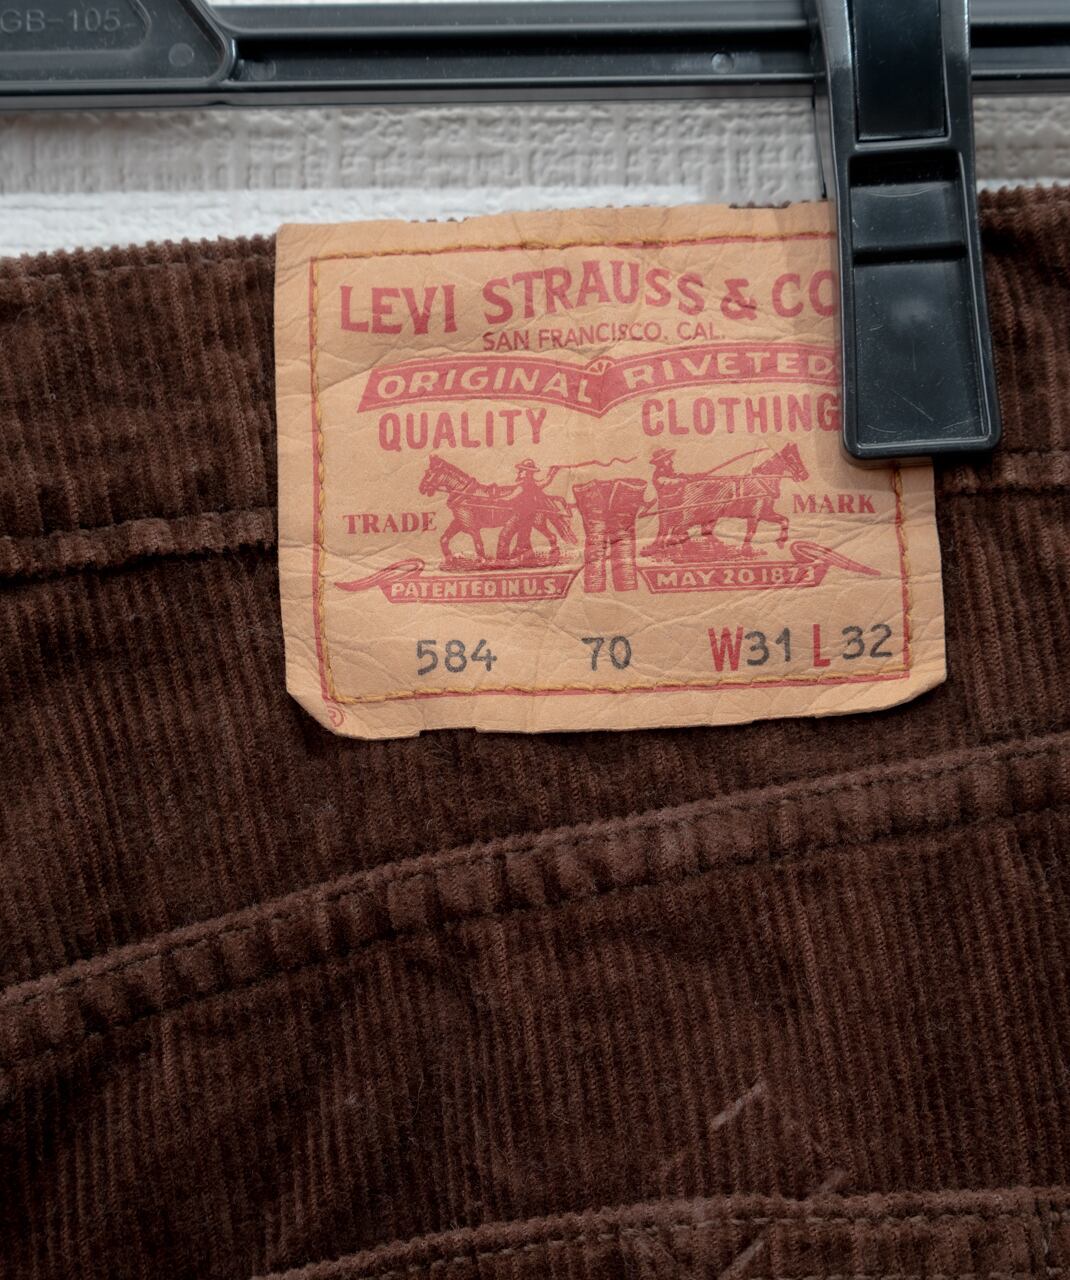 GB-105
LEVI STRAUSS & CO
SAN FRANCISCO, CAL.
ORIGINAL RIVETED
QUALITY CLOTHING
TRADE MARK
PATENTED IN U.S. MAY 20 1873
584 70 W31 L32
®